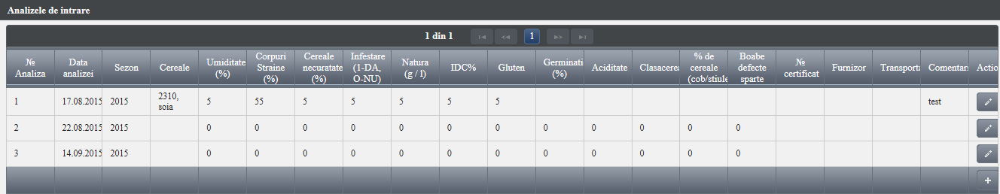 Analizele de intrare
1 din 1 1
№ Analiza Data analizei Sezon Cereale Umiditate (%) Corpuri Straine (%) Cereale necuratate (%) Infestare (1-DA, O-NU) Natura (g / l) IDC% Gluten Germinati (%) Aciditate Clasacerea % de cereale (cob/stiule Boabe defecte sparte № certificat Furnizor Transporta Comentar Actio
1 17.08.2015 2015 2310, soia 5 55 5 5 5 5 5 test
2 22.08.2015 2015 0 0 0 0 0 0 0 0 0 0 0 0
3 14.09.2015 2015 0 0 0 0 0 0 0 0 0 0 0 0